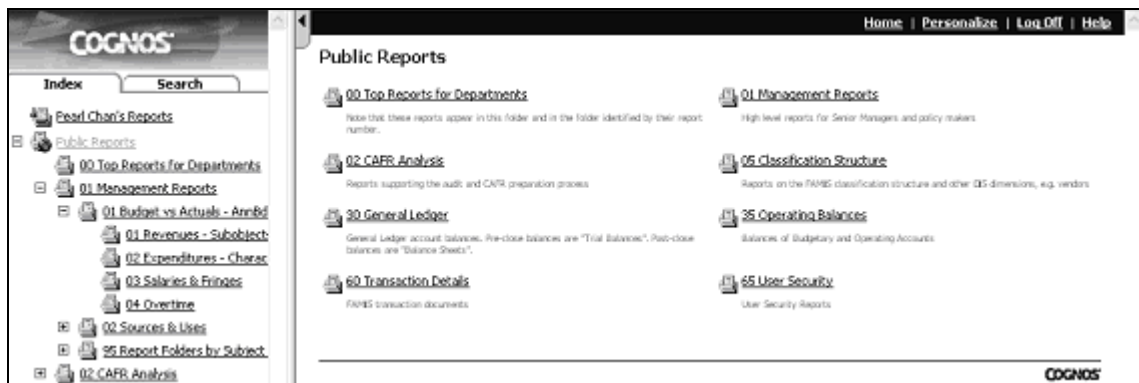 COGNOS
Index Search
Pearl Chan's Reports
Public Reports
00 Top Reports for Departments
01 Management Reports
01 Budget vs Actuals - AnnBd
01 Revenues - Subobject-
02 Expenditures - Charac
03 Salaries & Fringes
04 Overtime
02 Sources & Uses
95 Report Folders by Subject
02 CAFR Analysis
Home | Personalize | Log Off | Help
Public Reports
00 Top Reports for Departments
Note that these reports appear in this folder and in the folder identified by their report
number.
01 Management Reports
High level reports for Senior Managers and policy makers
02 CAFR Analysis
Reports supporting the audit and CAFR preparation process
05 Classification Structure
Reports on the FAMIS classification structure and other EIS dimensions, e.g. vendors
30 General Ledger
General Ledger account balances. Pre-close balances are "Trial Balances". Post-close
balances are "Balance Sheets".
35 Operating Balances
Balances of Budgetary and Operating Accounts
60 Transaction Details
FAMIS transaction documents
65 User Security
User Security Reports
COGNOS